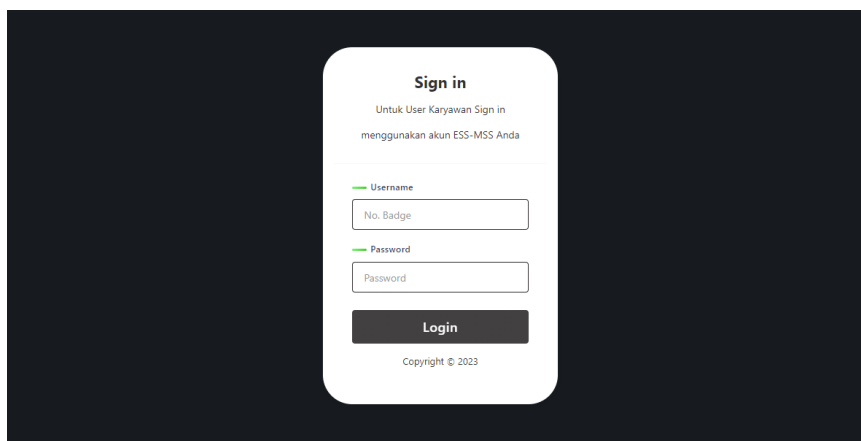 Sign in
Untuk User Karyawan Sign in
menggunakan akun ESS-MSS Anda
Username
No. Badge
Password
Password
Login
Copyright © 2023